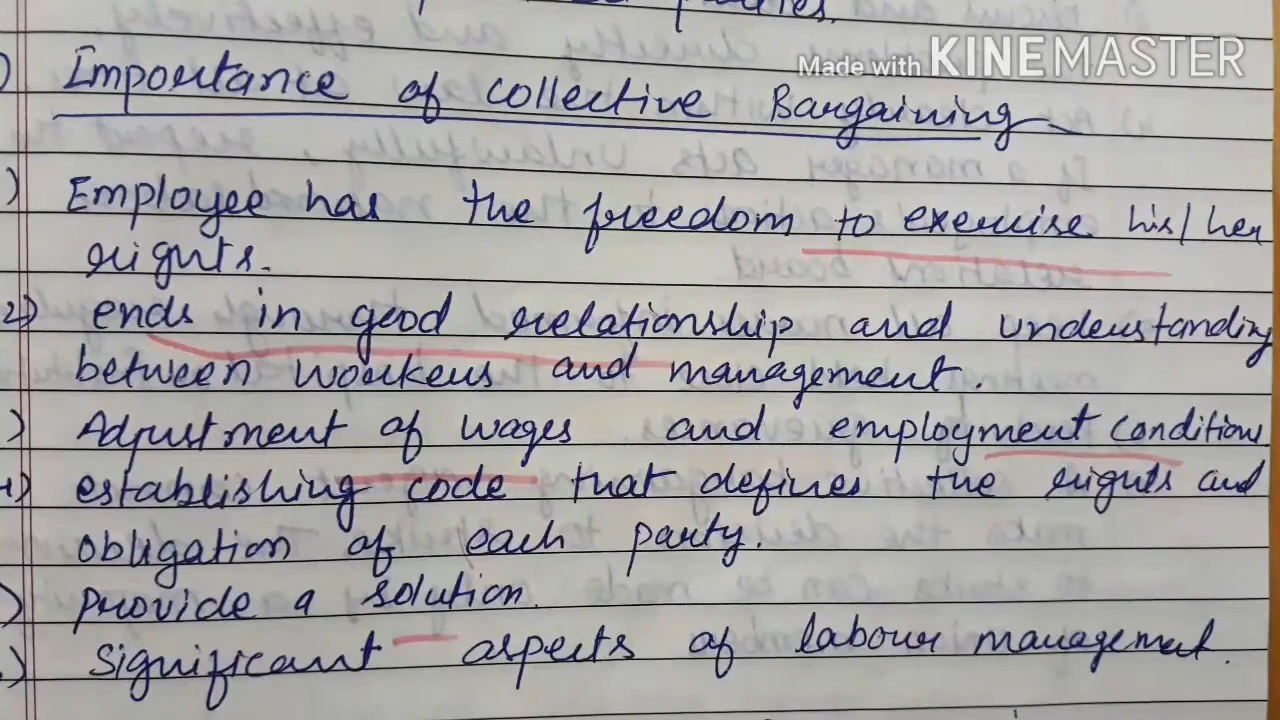 parties.
Made with KINEMASTER
) Importance of collective Bargaining
) Employee has the freedom to exercise his/her
rights.
2) ends in good relationship and understanding
between workers and management.
) Adjustment of wages and employment conditions
4) establishing code that defines the rights and
obligation of each party.
) provide a solution.
.) significant aspects of labour management.